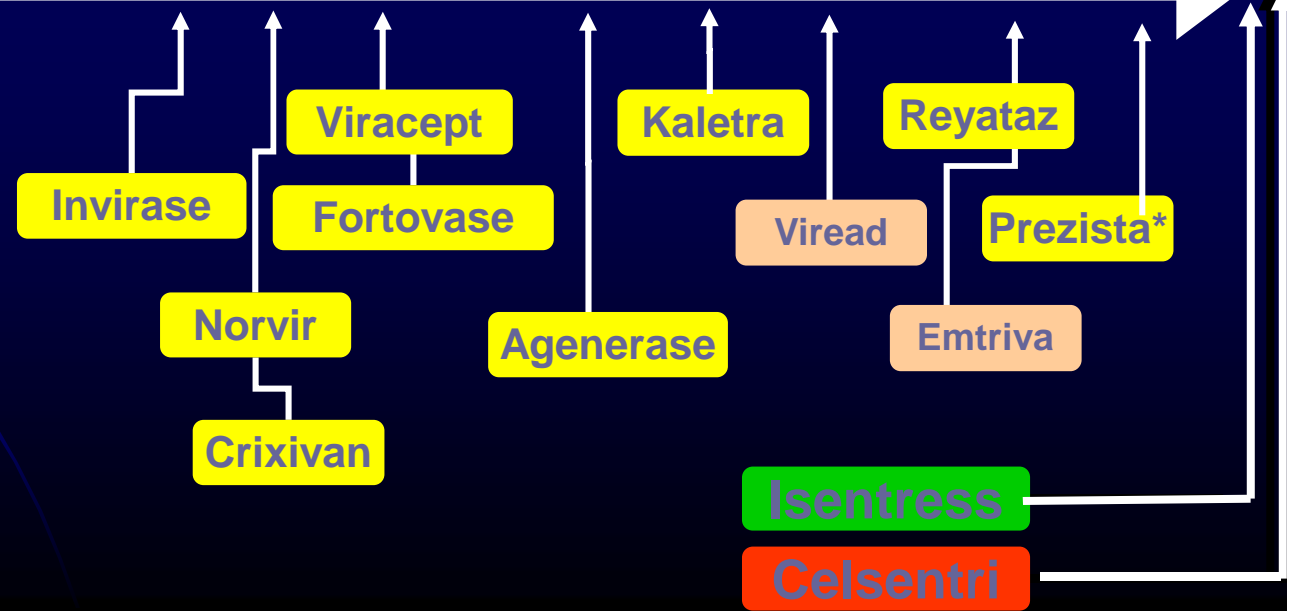 Viracept
Kaletra
Reyataz
Invirase
Fortovase
Viread
Prezista*
Norvir
Agenerase
Emtriva
Crixivan
Isentress
Celsentri